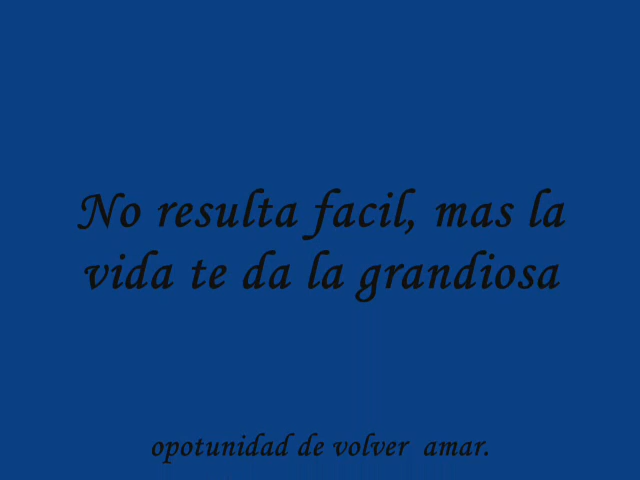 No resulta facil, mas la
vida te da la grandiosa
opotunidad de volver amar.